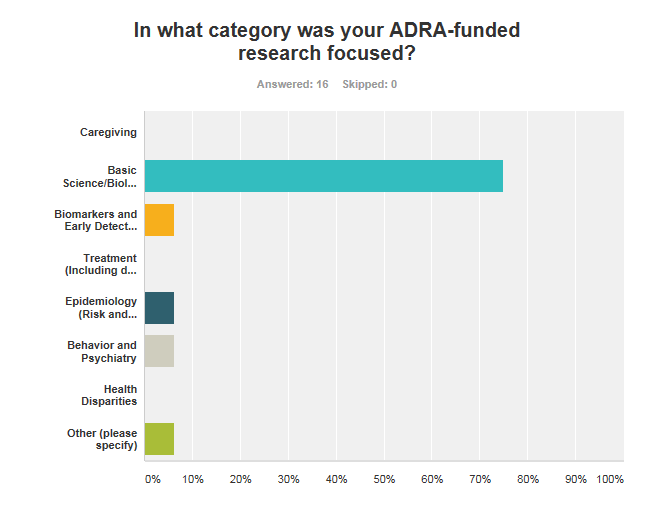 In what category was your ADRA-funded
research focused?
Answered: 16 Skipped: 0
Caregiving
Basic
Science/Biol...
Biomarkers and
Early Detect...
Treatment
(Including d...
Epidemiology
(Risk and...
Behavior and
Psychiatry
Health
Disparities
Other (please
specify)
0% 10% 20% 30% 40% 50% 60% 70% 80% 90% 100%